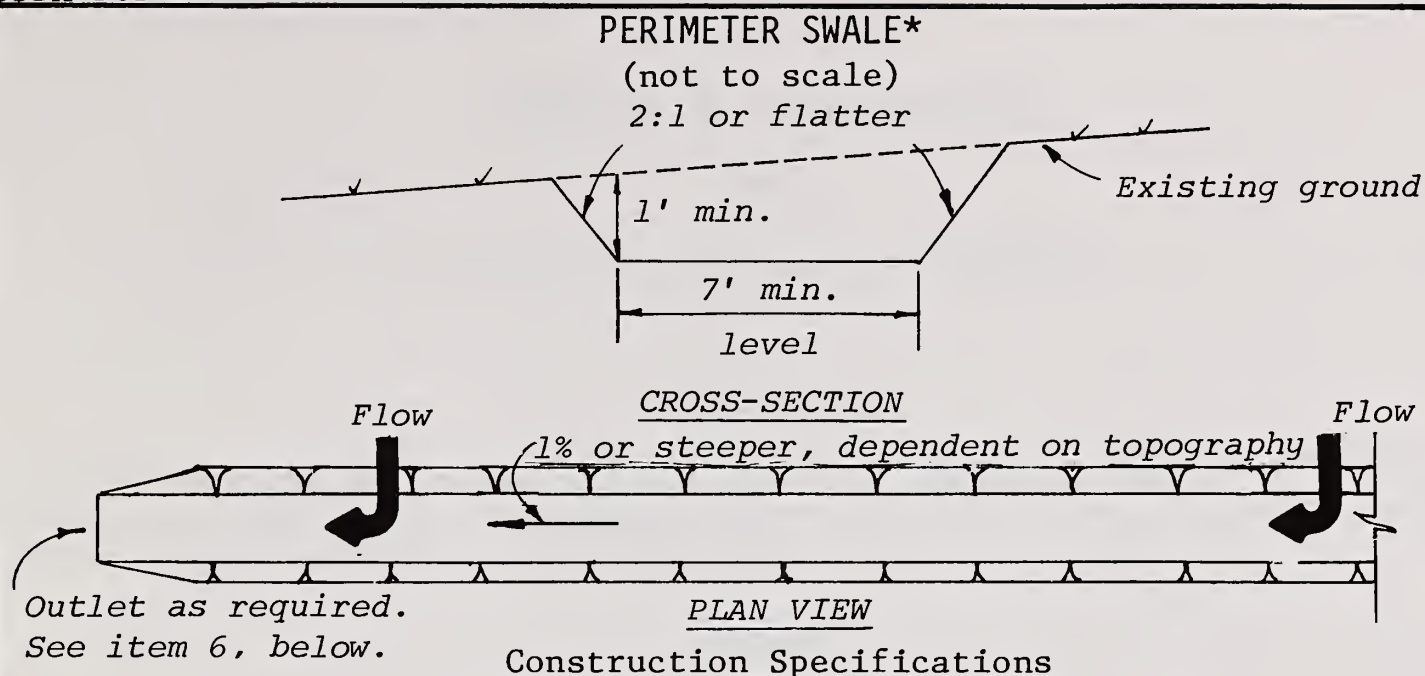 PERIMETER SWALE*
(not to scale)
2:1 or flatter
Existing ground
1' min.
7' min.
level
CROSS-SECTION
Flow
Flow
1% or steeper, dependent on topography
Outlet as required.
See item 6, below.
PLAN VIEW
Construction Specifications